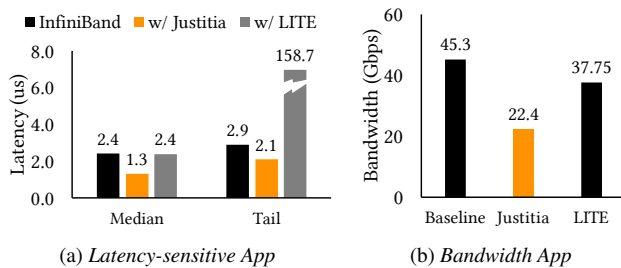 InfiniBand w/ Justitia w/ LITE
Latency (us)
8.0
6.0
4.0
2.0
0.0
2.4
1.3
2.4
2.9
2.1
158.7
Median Tail
(a) Latency-sensitive App
Bandwidth (Gbps)
60
40
20
0
45.3
22.4
37.75
Baseline Justitia LITE
(b) Bandwidth App